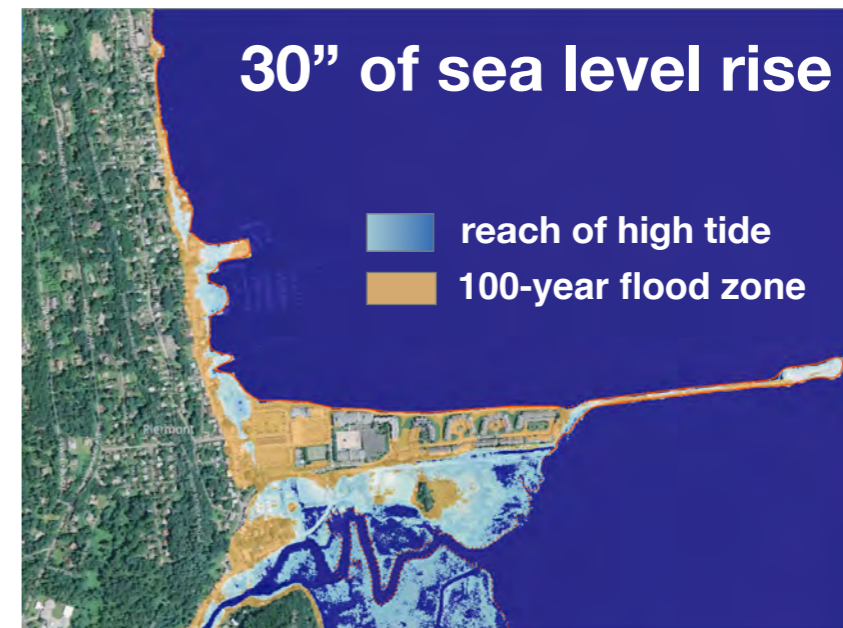 30” of sea level rise
reach of high tide
100-year flood zone
Piermont